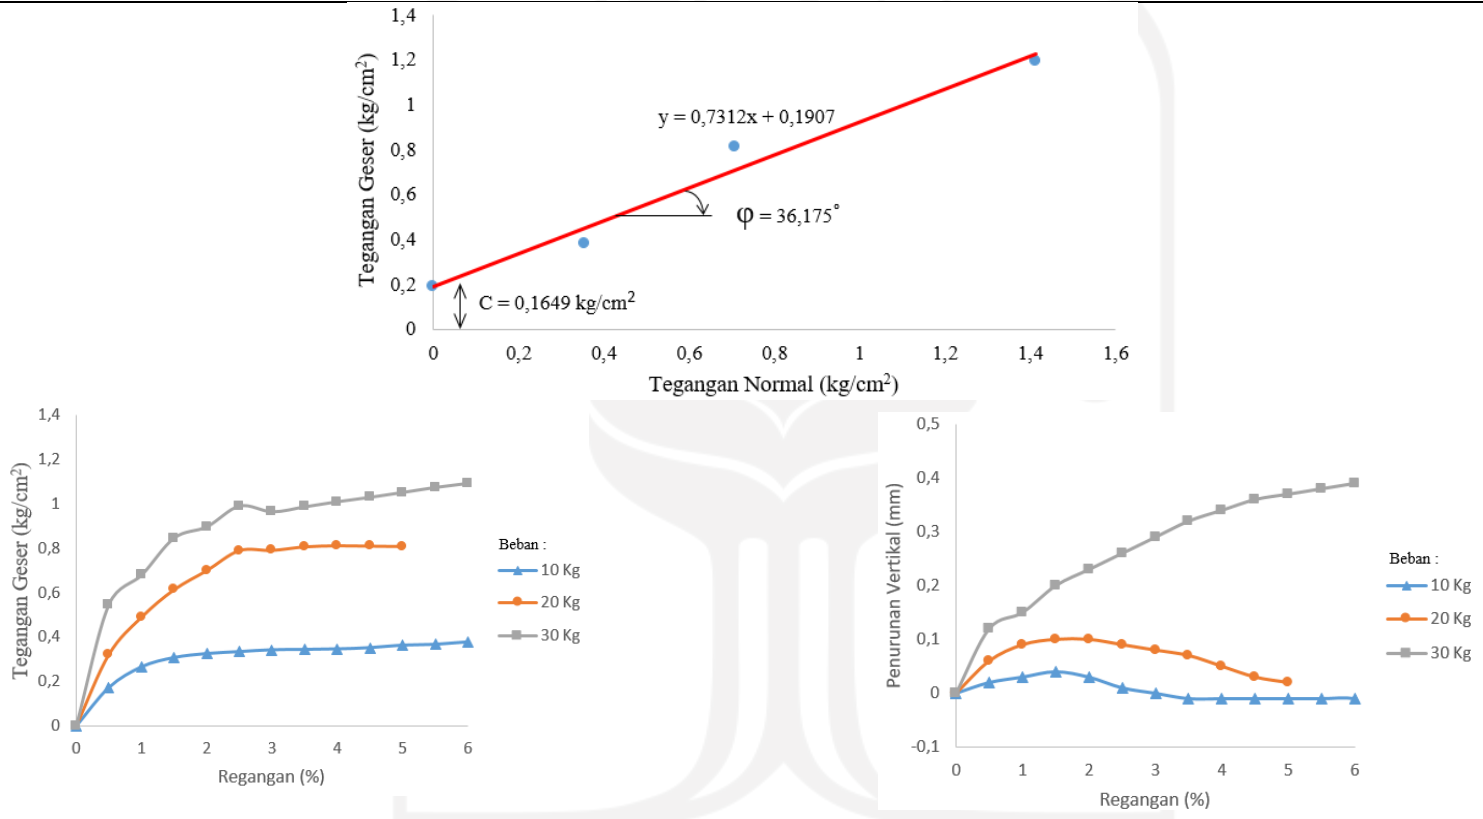 1,4
1,2
1
0,8
0,6
0,4
0,2
0
Tegangan Geser (kg/cm²)
y = 0,7312x + 0,1907
φ = 36,175°
C = 0,1649 kg/cm²
0 0,2 0,4 0,6 0,8 1 1,2 1,4 1,6
Tegangan Normal (kg/cm²)
1,4
1,2
1
0,8
0,6
0,4
0,2
0
Tegangan Geser (kg/cm²)
0 1 2 3 4 5 6
Regangan (%)
Beban :
10 Kg
20 Kg
30 Kg
0,5
0,4
0,3
0,2
0,1
0
-0,1
Penurunan Vertikal (mm)
0 1 2 3 4 5 6
Regangan (%)
Beban :
10 Kg
20 Kg
30 Kg